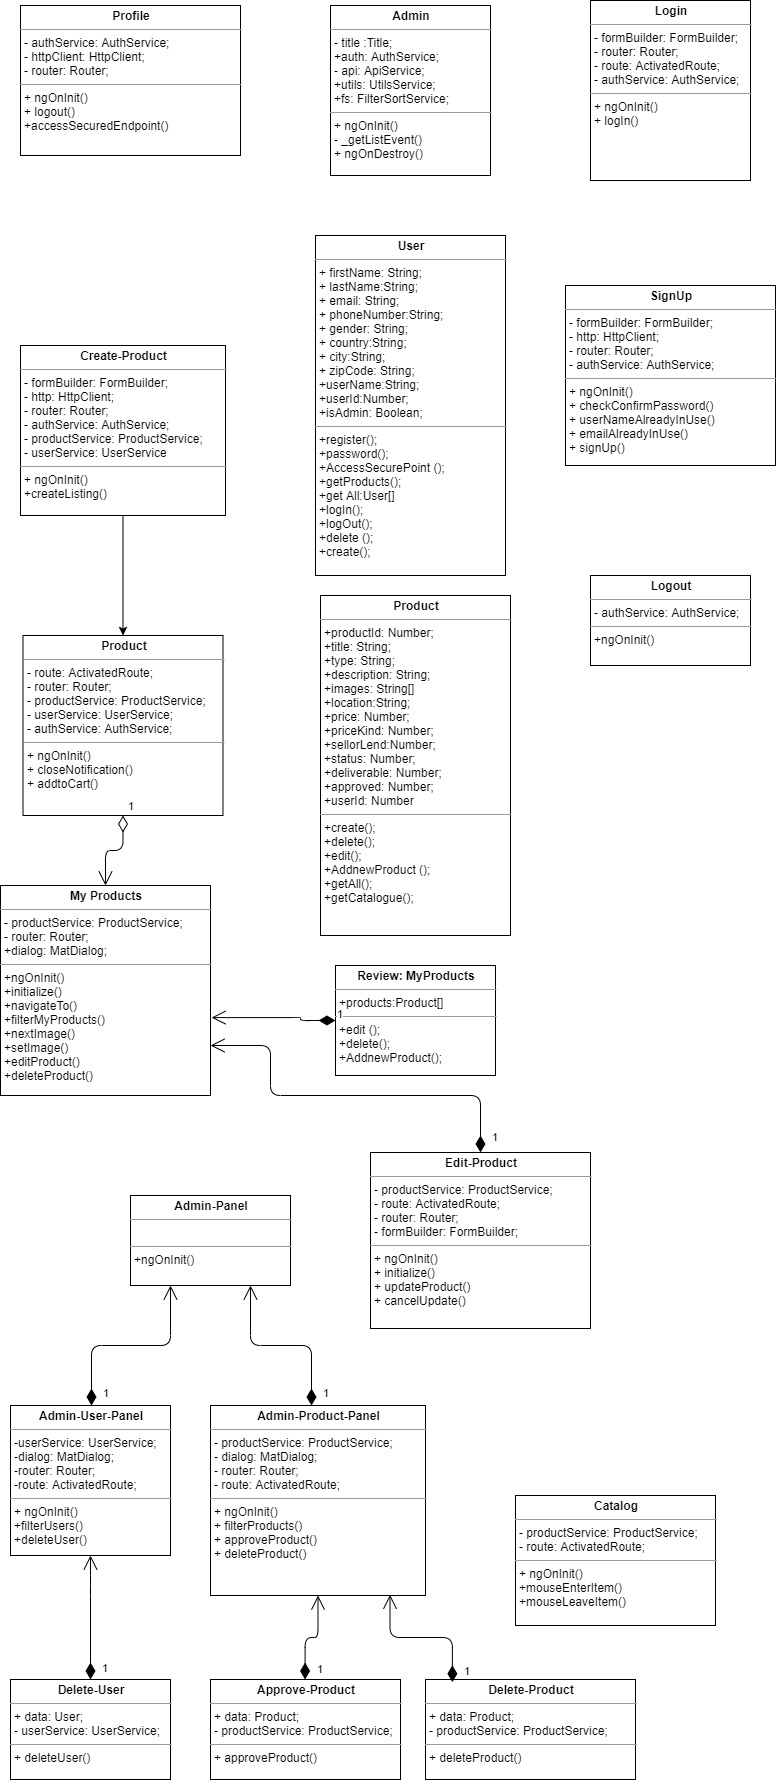 Profile
- authService: AuthService;
- httpClient: HttpClient;
- router: Router;
+ ngOnInit()
+ logout()
+accessSecuredEndpoint()
Admin
- title :Title;
+auth: AuthService;
- api: ApiService;
+utils: UtilsService;
+fs: FilterSortService;
+ ngOnInit()
- _getListEvent()
+ ngOnDestroy()
Login
- formBuilder: FormBuilder;
- router: Router;
- route: ActivatedRoute;
- authService: AuthService;
+ ngOnInit()
+ logIn()
User
+ firstName: String;
+ lastName:String;
+ email: String;
+ phoneNumber:String;
+ gender: String;
+ country:String;
+ city:String;
+ zipCode: String;
+userName:String;
+userId:Number;
+isAdmin: Boolean;
+register();
+password();
+AccessSecurePoint ();
+getProducts();
+get All:User[]
+logIn();
+logOut();
+delete ();
+create();
SignUp
- formBuilder: FormBuilder;
- http: HttpClient;
- router: Router;
- authService: AuthService;
+ ngOnInit()
+ checkConfirmPassword()
+ userNameAlreadyInUse()
+ emailAlreadyInUse()
+ signUp()
Create-Product
- formBuilder: FormBuilder;
- http: HttpClient;
- router: Router;
- authService: AuthService;
- productService: ProductService;
- userService: UserService
+ ngOnInit()
+createListing()
Logout
- authService: AuthService;
+ngOnInit()
Product
- route: ActivatedRoute;
- router: Router;
- productService: ProductService;
- userService: UserService;
- authService: AuthService;
+ ngOnInit()
+ closeNotification()
+ addtoCart()
1
Product
+productId: Number;
+title: String;
+type: String;
+description: String;
+images: String[]
+location:String;
+price: Number;
+priceKind: Number;
+sellorLend:Number;
+status: Number;
+deliverable: Number;
+approved: Number;
+userId: Number
+create();
+delete();
+edit();
+AddnewProduct ();
+getAll();
+getCatalogue();
My Products
- productService: ProductService;
- router: Router;
+dialog: MatDialog;
+ngOnInit()
+initialize()
+navigateTo()
+filterMyProducts()
+nextImage()
+setImage()
+editProduct()
+deleteProduct()
Review: MyProducts
+products:Product[]
1
+edit ();
+delete();
+AddnewProduct();
1
Edit-Product
- productService: ProductService;
- route: ActivatedRoute;
- router: Router;
- formBuilder: FormBuilder;
+ ngOnInit()
+ initialize()
+ updateProduct()
+ cancelUpdate()
Admin-Panel
+ngOnInit()
1
Admin-User-Panel
-userService: UserService;
-dialog: MatDialog;
-router: Router;
-route: ActivatedRoute;
+ ngOnInit()
+filterUsers()
+deleteUser()
1
Admin-Product-Panel
- productService: ProductService;
- dialog: MatDialog;
- router: Router;
- route: ActivatedRoute;
+ ngOnInit()
+ filterProducts()
+ approveProduct()
+ deleteProduct()
Catalog
- productService: ProductService;
- route: ActivatedRoute;
+ ngOnInit()
+mouseEnterItem()
+mouseLeaveItem()
1
Delete-User
+ data: User;
- userService: UserService;
+ deleteUser()
1
Approve-Product
+ data: Product;
- productService: ProductService;
+ approveProduct()
1
Delete-Product
+ data: Product;
- productService: ProductService;
+ deleteProduct()